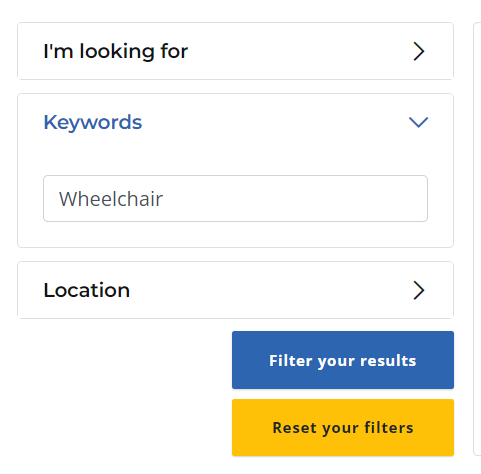 I'm looking for
Keywords
Wheelchair
Location
Filter your results
Reset your filters